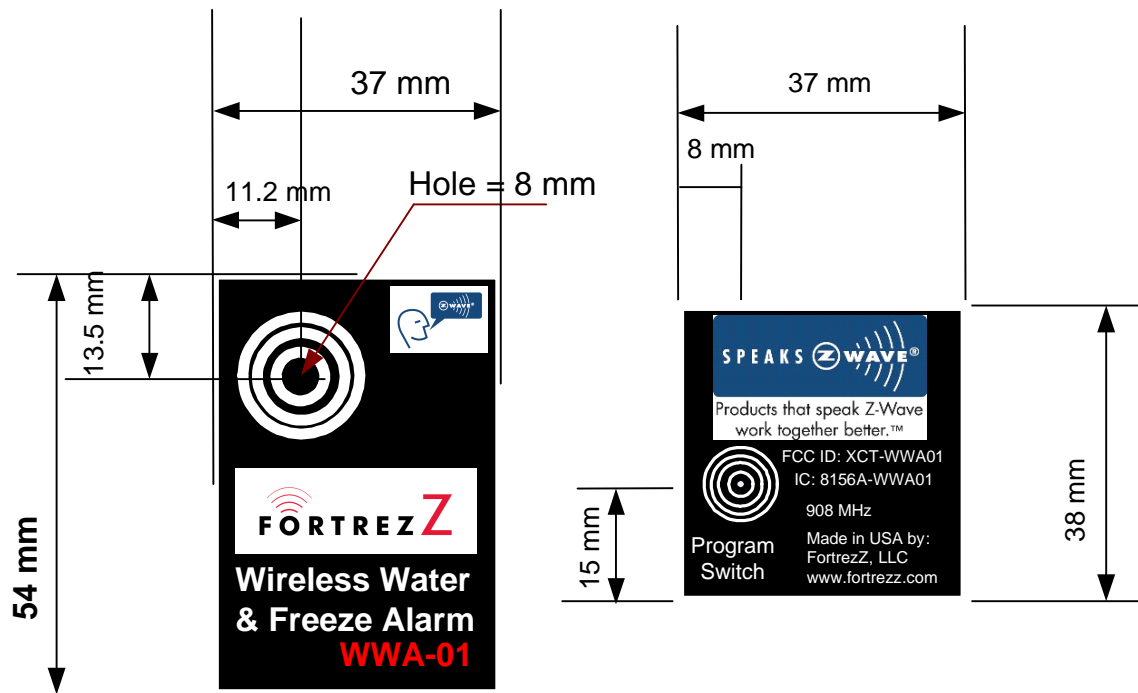 37 mm
11.2 mm
Hole = 8 mm
13.5 mm
54 mm
Z WAVE®
FORTREZZ
Wireless Water
& Freeze Alarm
WWA-01
37 mm
8 mm
SPEAKS Z WAVE®
Products that speak Z-Wave
work together better.™
FCC ID: XCT-WWA01
IC: 8156A-WWA01
908 MHz
Made in USA by:
FortrezZ, LLC
www.fortrezz.com
Program
Switch
15 mm
38 mm